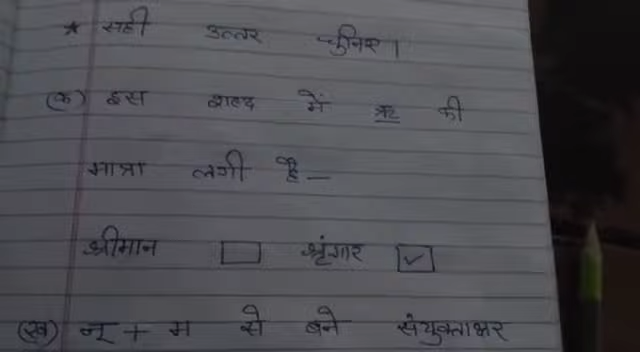 * सही उत्तर चुनिए।
(क) इस शब्द में ऋ की
मात्रा लगी है —
श्रीमान ☐ श्रृंगार ☑
(ख) न् + म से बने संयुक्ताक्षर